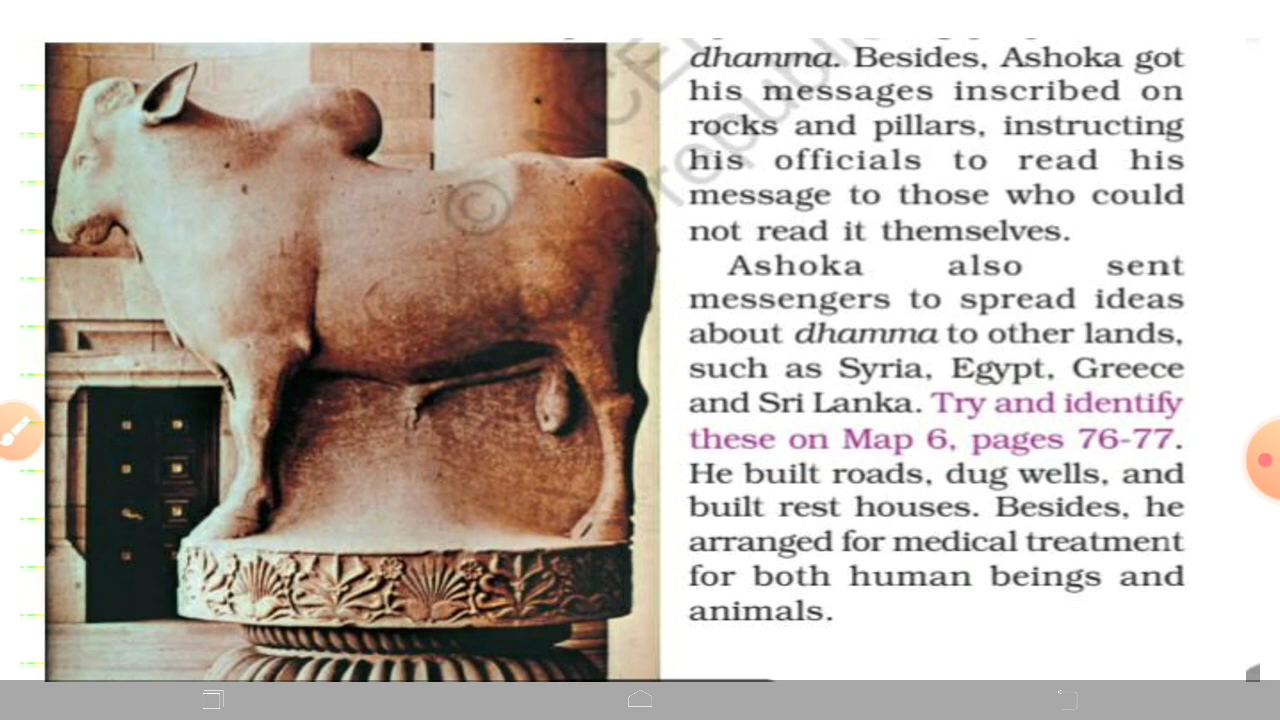 dhamma. Besides, Ashoka got
his messages inscribed on
rocks and pillars, instructing
his officials to read his
message to those who could
not read it themselves.
Ashoka also sent
messengers to spread ideas
about dhamma to other lands,
such as Syria, Egypt, Greece
and Sri Lanka. Try and identify
these on Map 6, pages 76-77.
He built roads, dug wells, and
built rest houses. Besides, he
arranged for medical treatment
for both human beings and
animals.